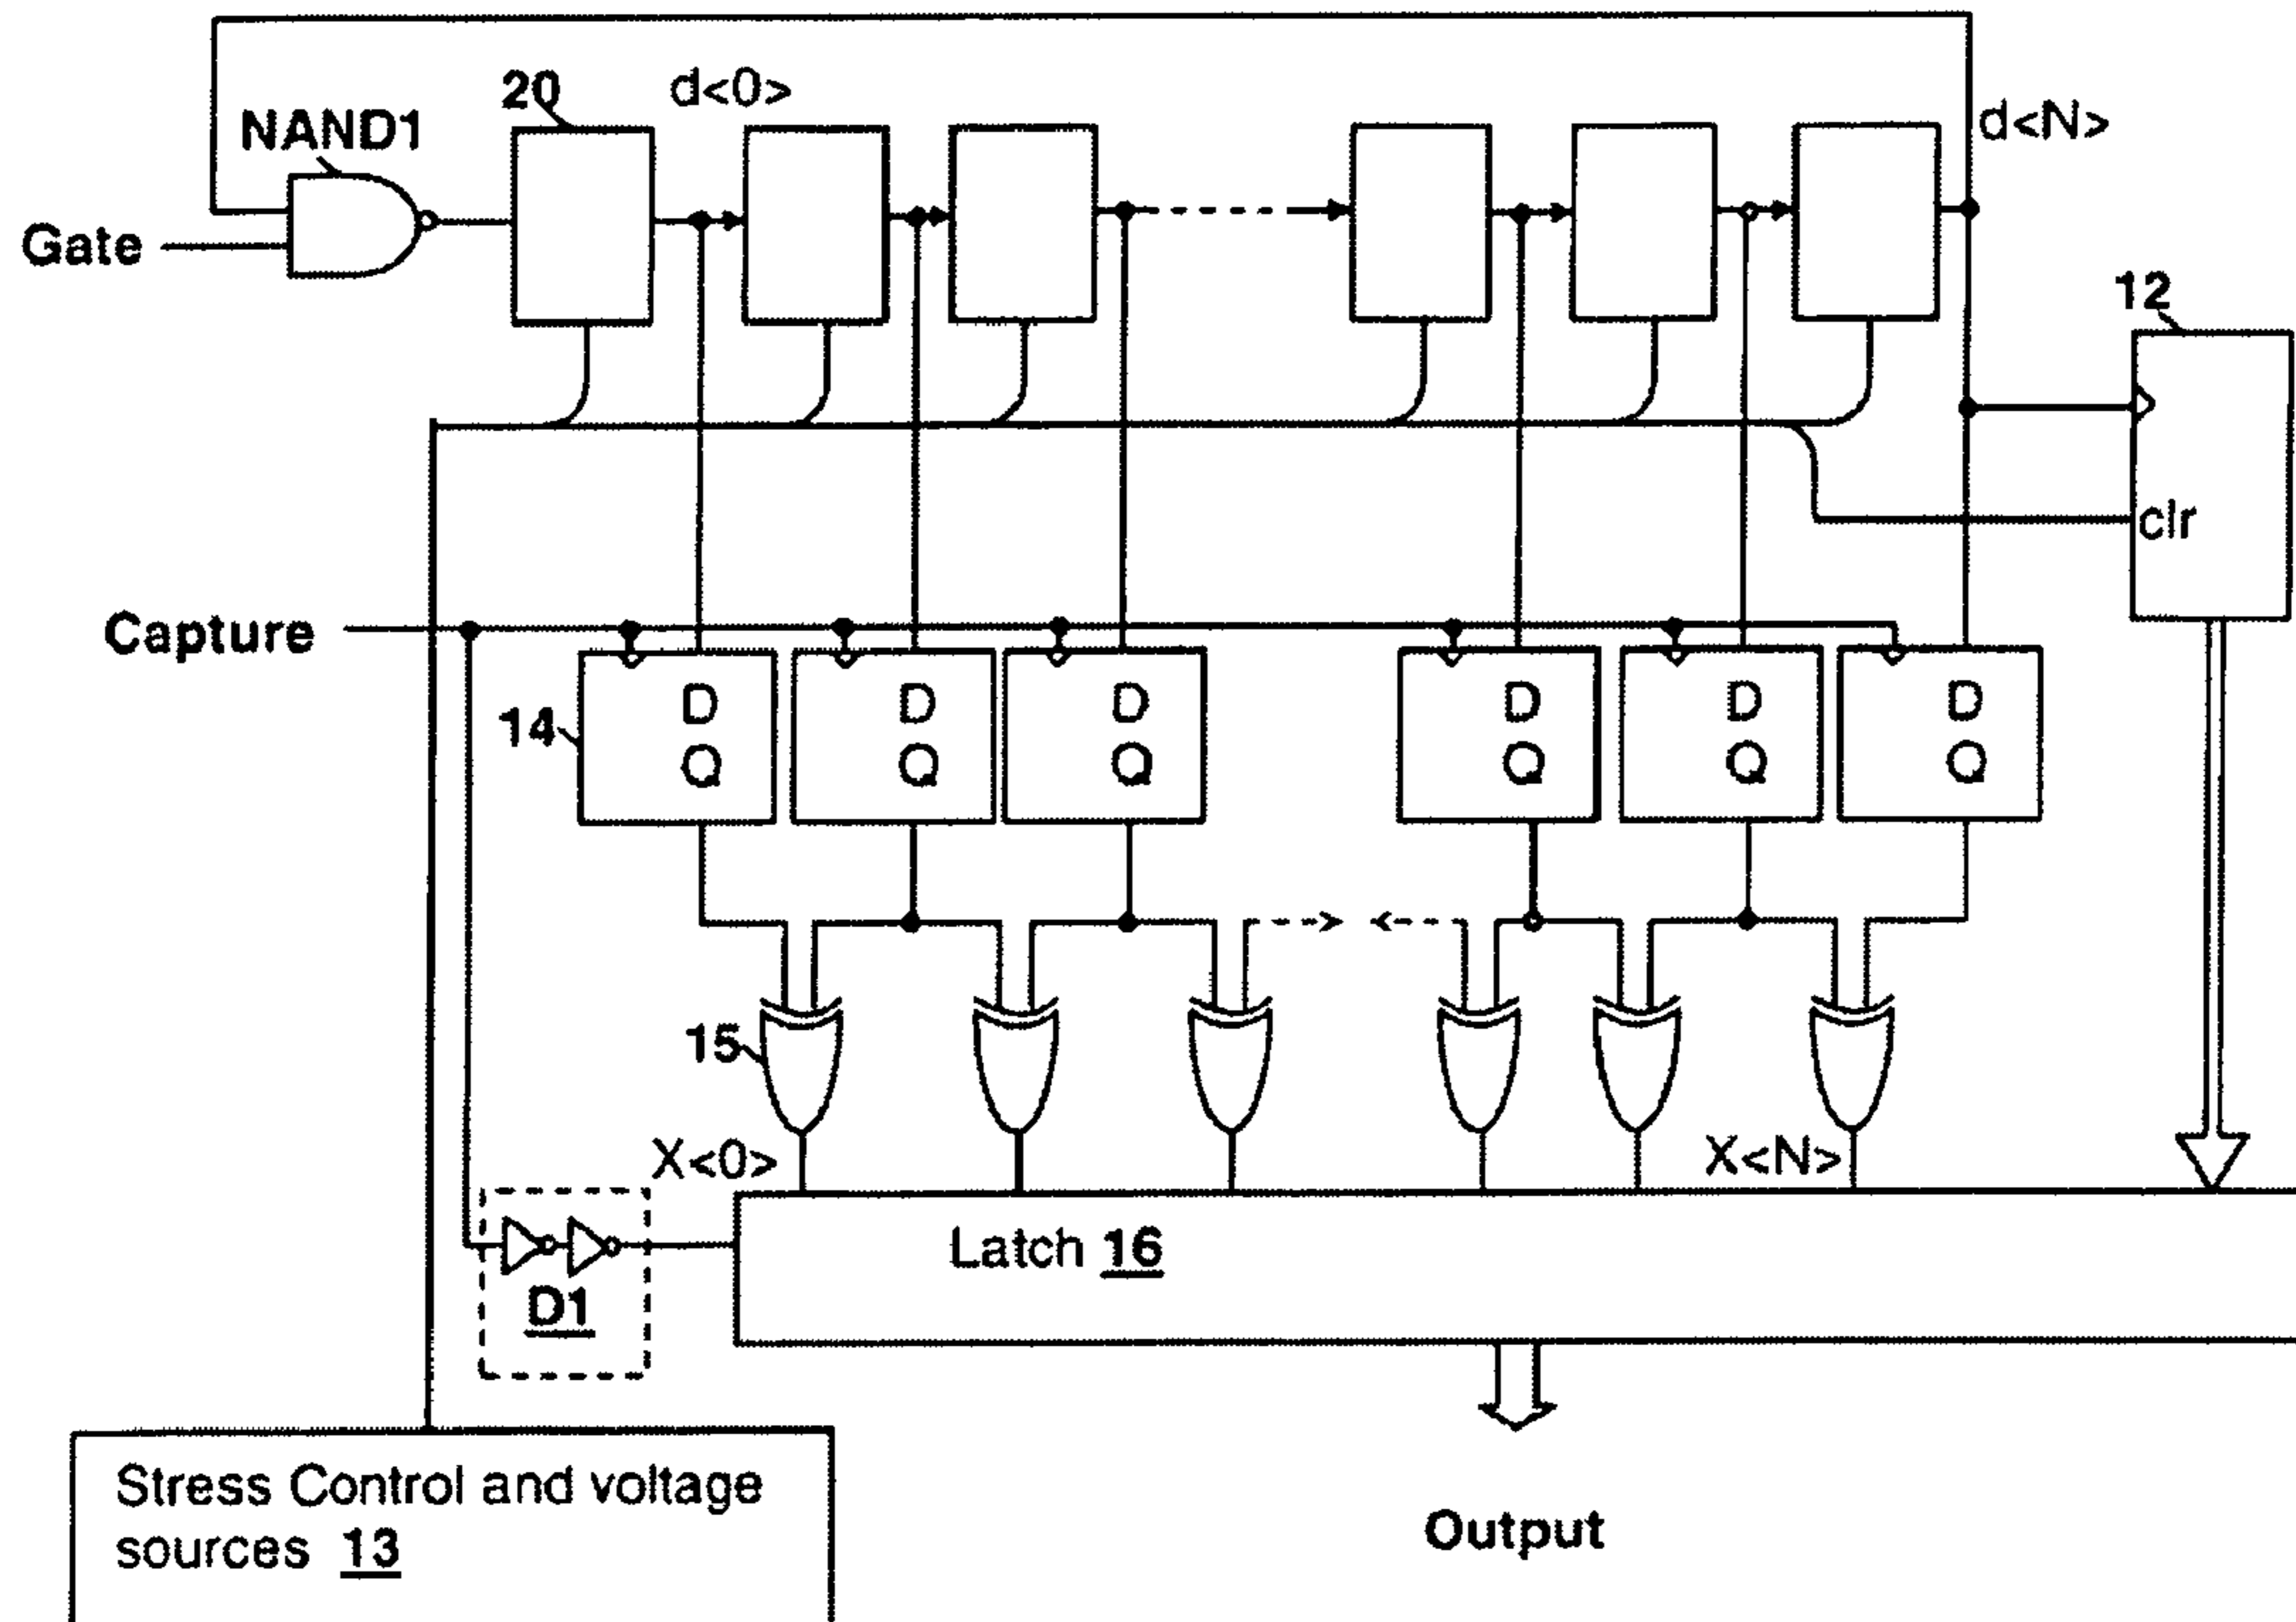 20
d<0>
d<N>
NAND1
Gate
12
clr
Capture
D
D
D
D
D
D
14
Q
Q
Q
Q
Q
Q
15
X<0>
X<N>
Latch 16
D1
Stress Control and voltage
sources 13
Output